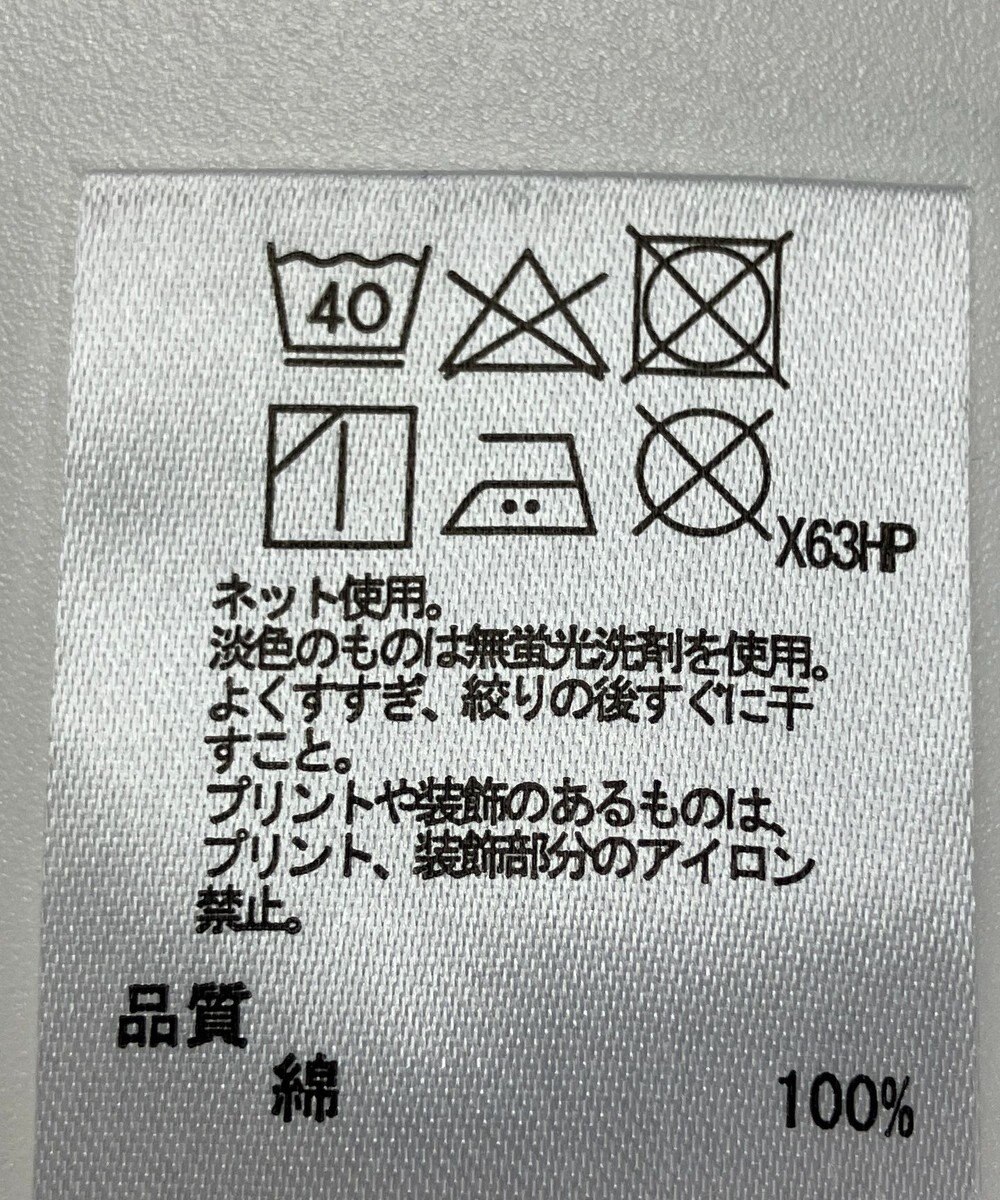 40
X63HP
ネット使用。
淡色のものは無蛍光洗剤を使用。
よくすすぎ、絞りの後すぐに干
すこと。
プリントや装飾のあるものは、
プリント、装飾部分のアイロン
禁止。
品質
綿 100%